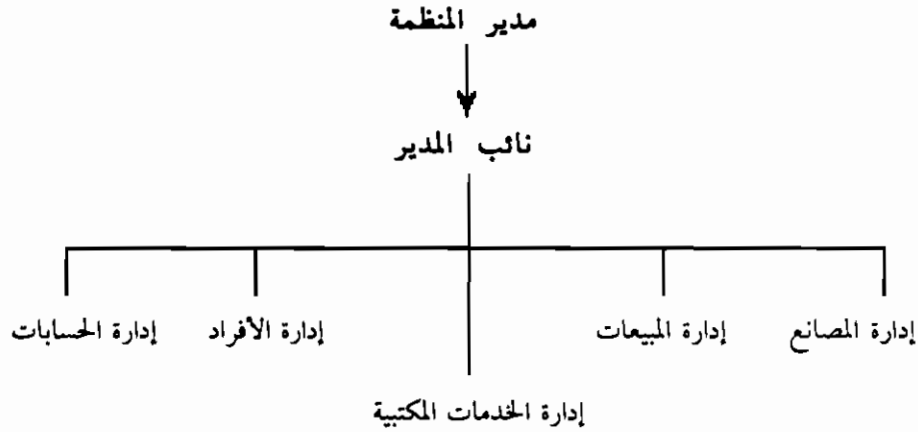 مدير المنظمة
نائب المدير
إدارة المصانع
إدارة المبيعات
إدارة الأفراد
إدارة الحسابات
إدارة الخدمات المكتبية